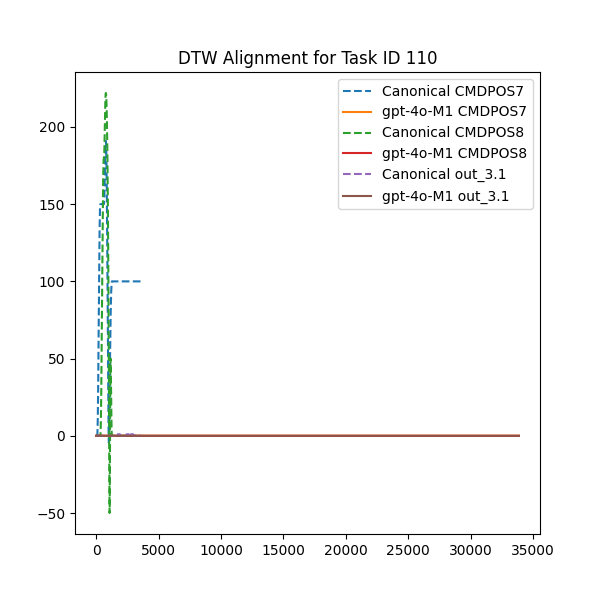 DTW Alignment for Task ID 110
Canonical CMDPOS7
gpt-4o-M1 CMDPOS7
Canonical CMDPOS8
gpt-4o-M1 CMDPOS8
Canonical out_3.1
gpt-4o-M1 out_3.1
200
150
100
50
0
−50
0 5000 10000 15000 20000 25000 30000 35000